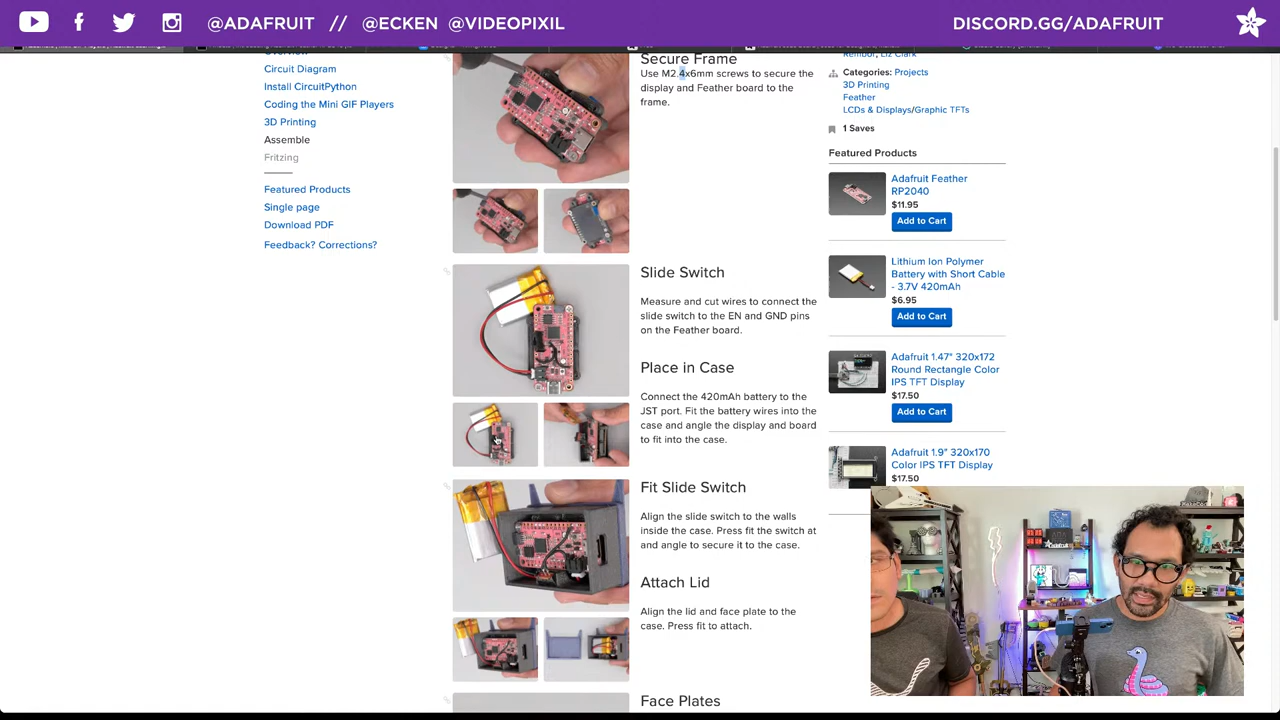 @ADAFRUIT // @ECKEN @VIDEOPIXIL
DISCORD.GG/ADAFRUIT
Circuit Diagram
Install CircuitPython
Coding the Mini GIF Players
3D Printing
Assemble
Fritzing
Featured Products
Single page
Download PDF
Feedback? Corrections?
Secure Frame
Use M2.4x6mm screws to secure the
display and Feather board to the
frame.
Slide Switch
Measure and cut wires to connect the
slide switch to the EN and GND pins
on the Feather board.
Place in Case
Connect the 420mAh battery to the
JST port. Fit the battery wires into the
case and angle the display and board
to fit into the case.
Fit Slide Switch
Align the slide switch to the walls
inside the case. Press fit the switch at
and angle to secure it to the case.
Attach Lid
Align the lid and face plate to the
case. Press fit to attach.
Face Plates
Categories: Projects
3D Printing
Feather
LCDs & Displays/Graphic TFTs
1 Saves
Featured Products
Adafruit Feather
RP2040
$11.95
Add to Cart
Lithium Ion Polymer
Battery with Short Cable
- 3.7V 420mAh
$6.95
Add to Cart
Adafruit 1.47" 320x172
Round Rectangle Color
IPS TFT Display
$17.50
Add to Cart
Adafruit 1.9" 320x170
Color IPS TFT Display
$17.50